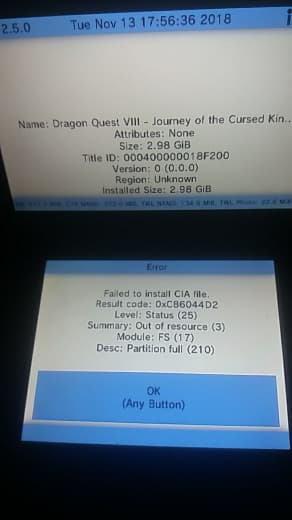 2.5.0 Tue Nov 13 17:56:36 2018
Name: Dragon Quest VIII - Journey of the Cursed Kin..
Attributes: None
Size: 2.98 GiB
Title ID: 000400000018F200
Version: 0 (0.0.0)
Region: Unknown
Installed Size: 2.98 GiB
Error
Failed to install CIA file.
Result code: 0xC86044D2
Level: Status (25)
Summary: Out of resource (3)
Module: FS (17)
Desc: Partition full (210)
OK
(Any Button)